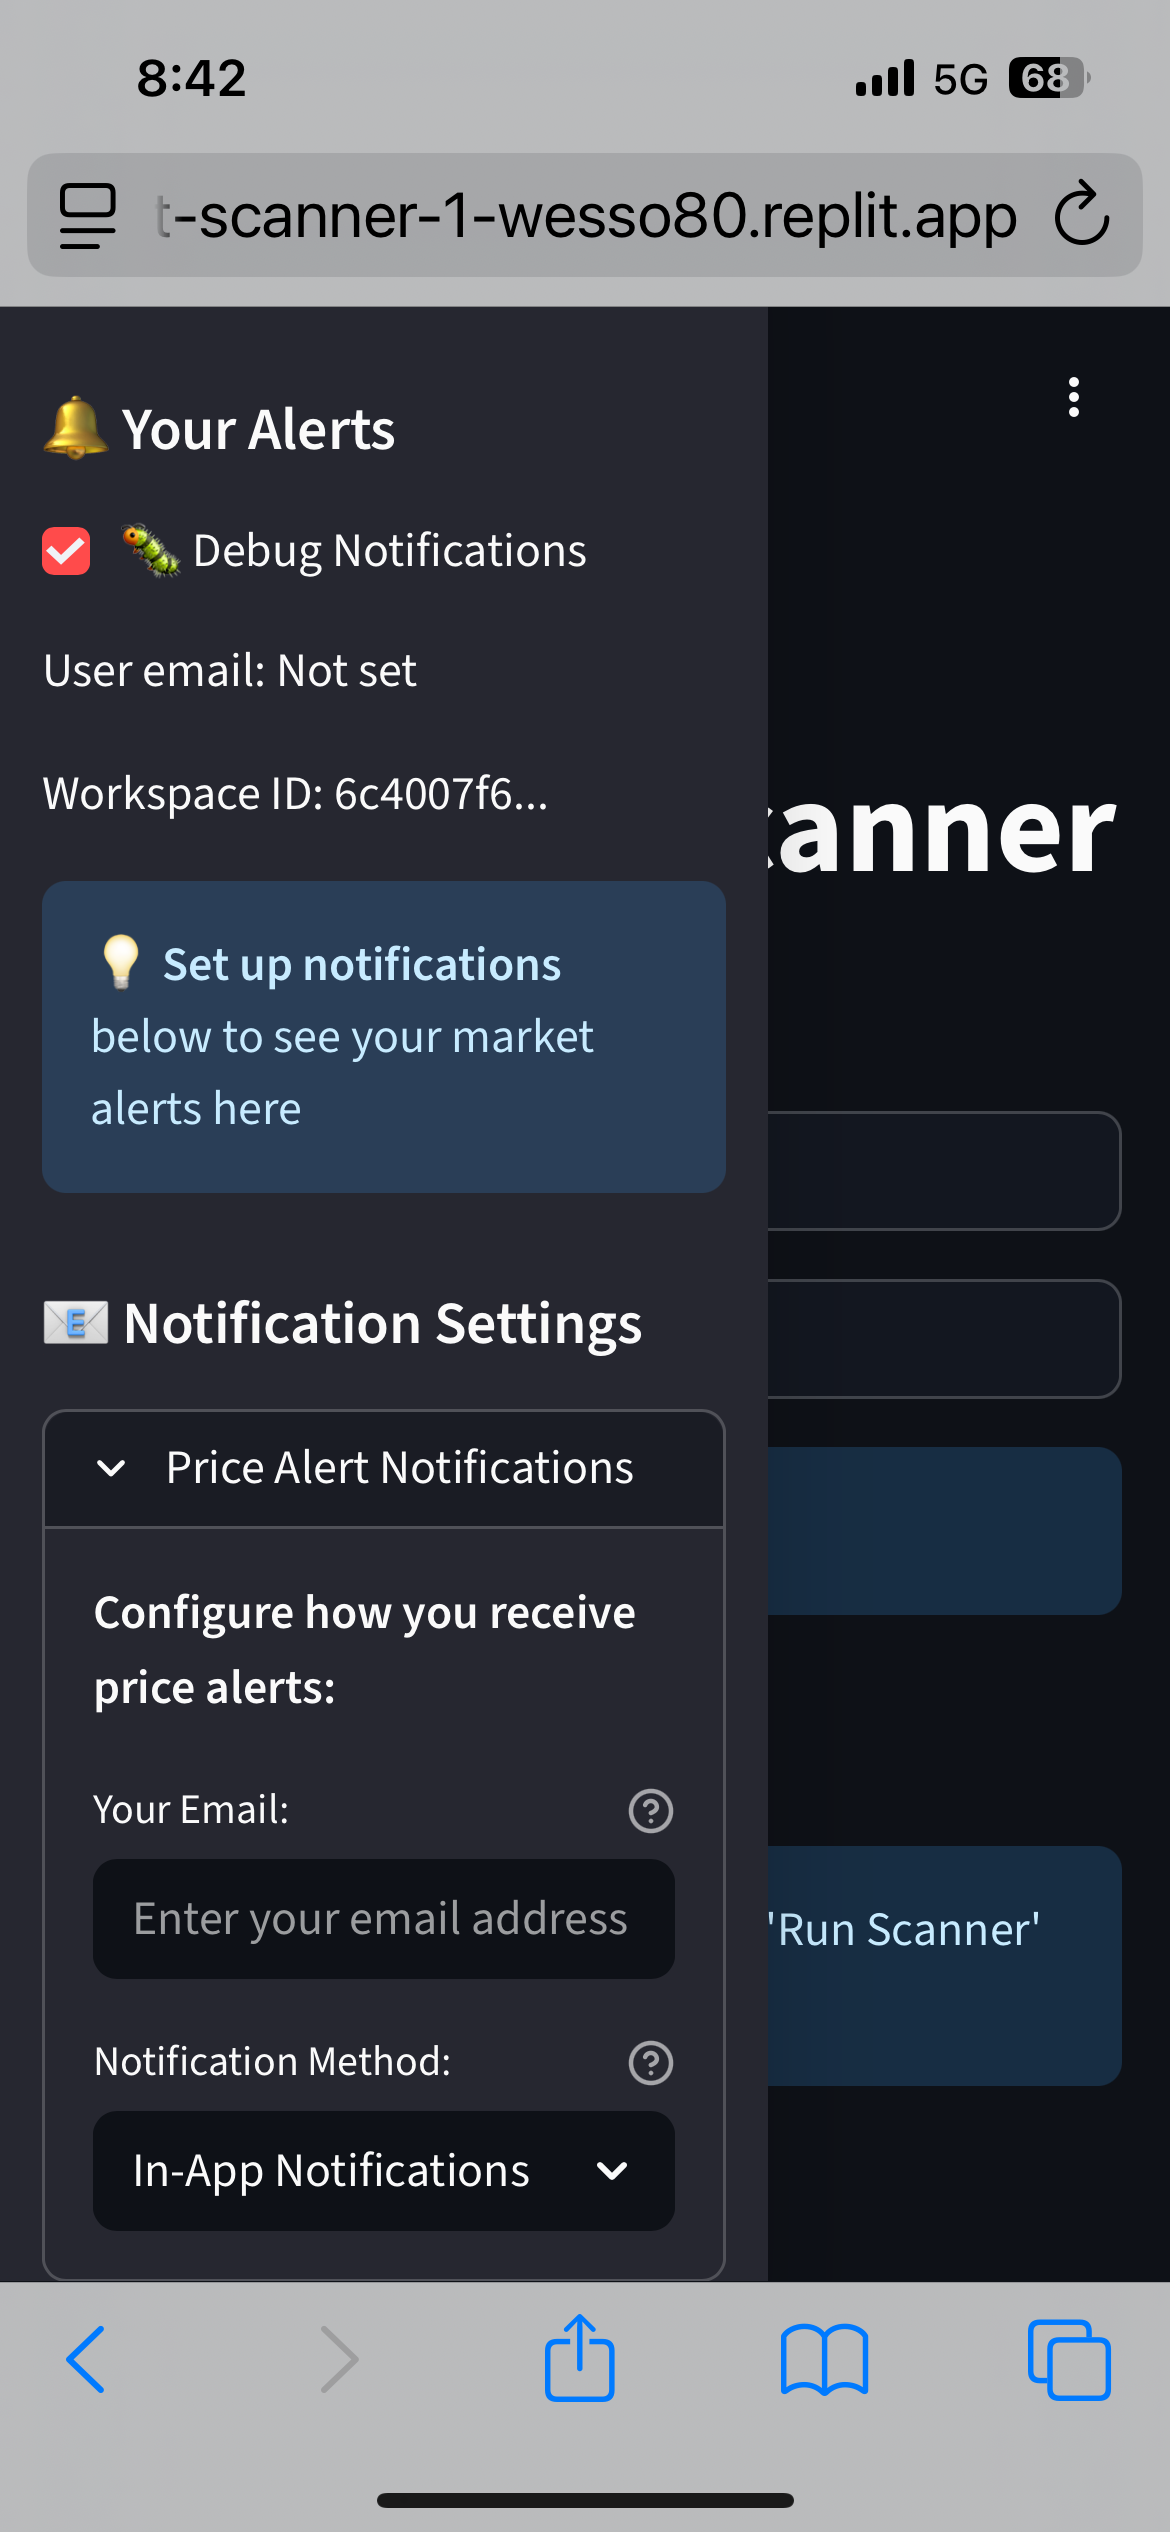 8:42
5G 68
t-scanner-1-wesso80.replit.app
Your Alerts
Debug Notifications
User email: Not set
Workspace ID: 6c4007f6...
canner
Set up notifications
below to see your market
alerts here
Notification Settings
Price Alert Notifications
Configure how you receive
price alerts:
Your Email:
Enter your email address
'Run Scanner'
Notification Method:
In-App Notifications